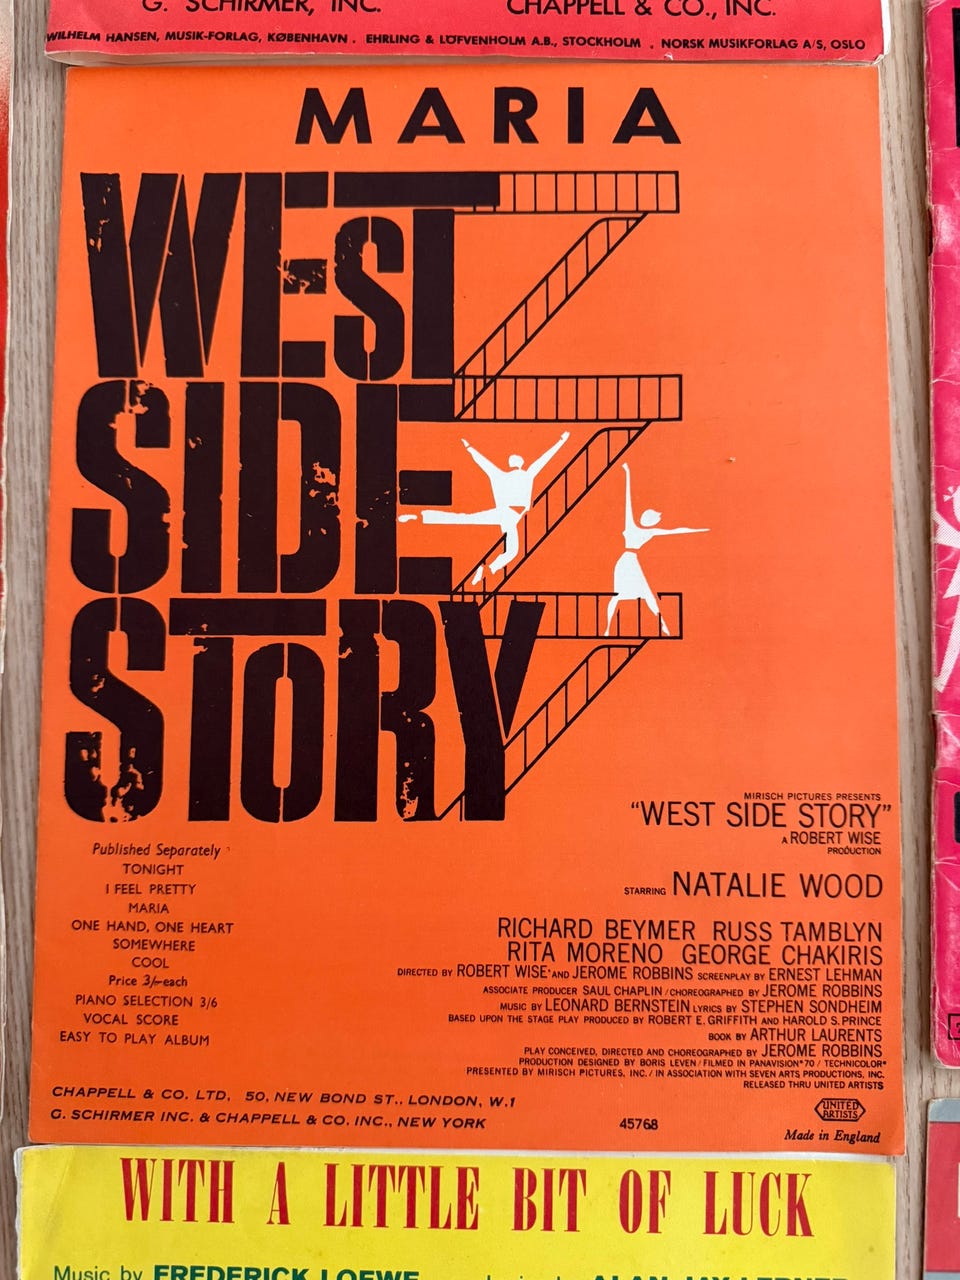 G. SCHIRMER, INC. CHAPPELL & CO., INC.
WILHELM HANSEN, MUSIK-FORLAG, KØBENHAVN . EHRLING & LÖFVENHOLM A.B., STOCKHOLM . NORSK MUSIKFORLAG A/S, OSLO
MARIA
WEST
SIDE
STORY
MIRISCH PICTURES PRESENTS
"WEST SIDE STORY"
A ROBERT WISE
PRODUCTION
STARRING NATALIE WOOD
RICHARD BEYMER RUSS TAMBLYN
RITA MORENO GEORGE CHAKIRIS
DIRECTED BY ROBERT WISE AND JEROME ROBBINS SCREENPLAY BY ERNEST LEHMAN
ASSOCIATE PRODUCER SAUL CHAPLIN / CHOREOGRAPHED BY JEROME ROBBINS
MUSIC BY LEONARD BERNSTEIN LYRICS BY STEPHEN SONDHEIM
BASED UPON THE STAGE PLAY PRODUCED BY ROBERT E. GRIFFITH AND HAROLD S. PRINCE
BOOK BY ARTHUR LAURENTS
PLAY CONCEIVED, DIRECTED AND CHOREOGRAPHED BY JEROME ROBBINS
PRODUCTION DESIGNED BY BORIS LEVEN / FILMED IN PANAVISION® 70 / TECHNICOLOR®
PRESENTED BY MIRISCH PICTURES, INC. / IN ASSOCIATION WITH SEVEN ARTS PRODUCTIONS, INC.
RELEASED THRU UNITED ARTISTS
Published Separately
TONIGHT
I FEEL PRETTY
MARIA
ONE HAND, ONE HEART
SOMEWHERE
COOL
Price 3/- each
PIANO SELECTION 3/6
VOCAL SCORE
EASY TO PLAY ALBUM
CHAPPELL & CO. LTD, 50, NEW BOND ST., LONDON, W.1
G. SCHIRMER INC. & CHAPPELL & CO. INC., NEW YORK
45768
UNITED
ARTISTS
Made in England
WITH A LITTLE BIT OF LUCK
Music by FREDERICK LOEWE